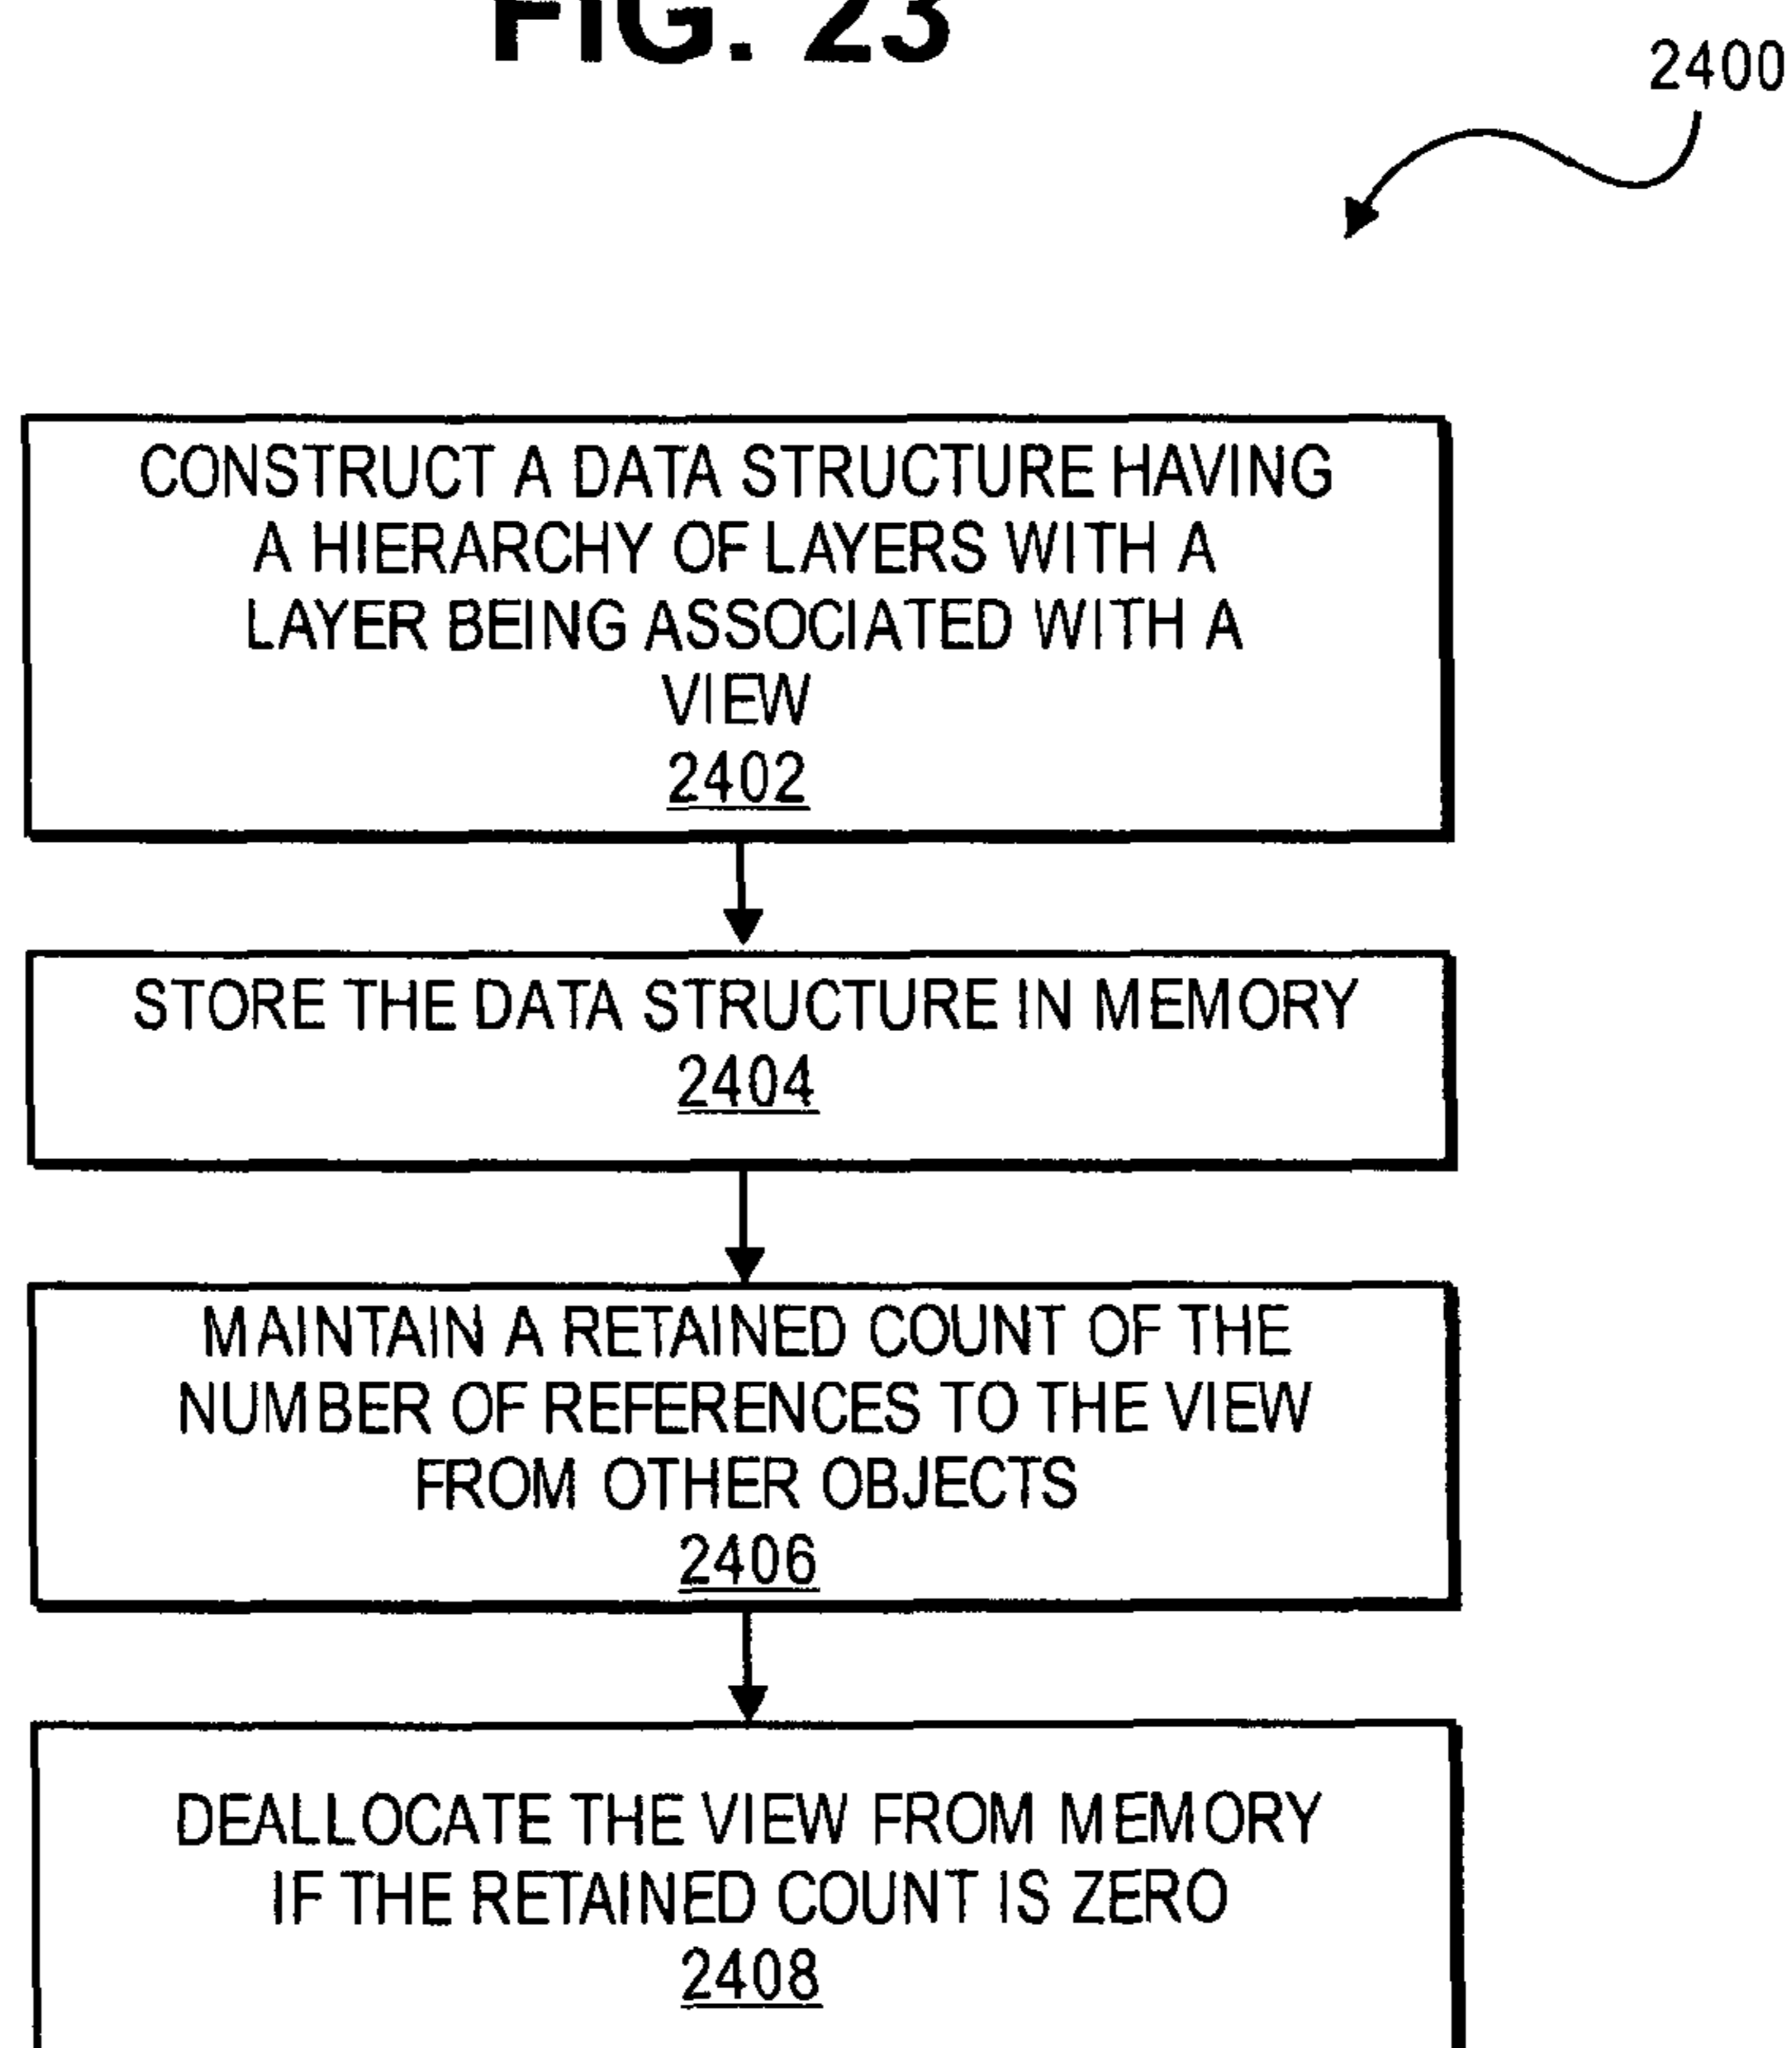 FIG. 23
2400
CONSTRUCT A DATA STRUCTURE HAVING
A HIERARCHY OF LAYERS WITH A
LAYER BEING ASSOCIATED WITH A
VIEW
2402
STORE THE DATA STRUCTURE IN MEMORY
2404
MAINTAIN A RETAINED COUNT OF THE
NUMBER OF REFERENCES TO THE VIEW
FROM OTHER OBJECTS
2406
DEALLOCATE THE VIEW FROM MEMORY
IF THE RETAINED COUNT IS ZERO
2408